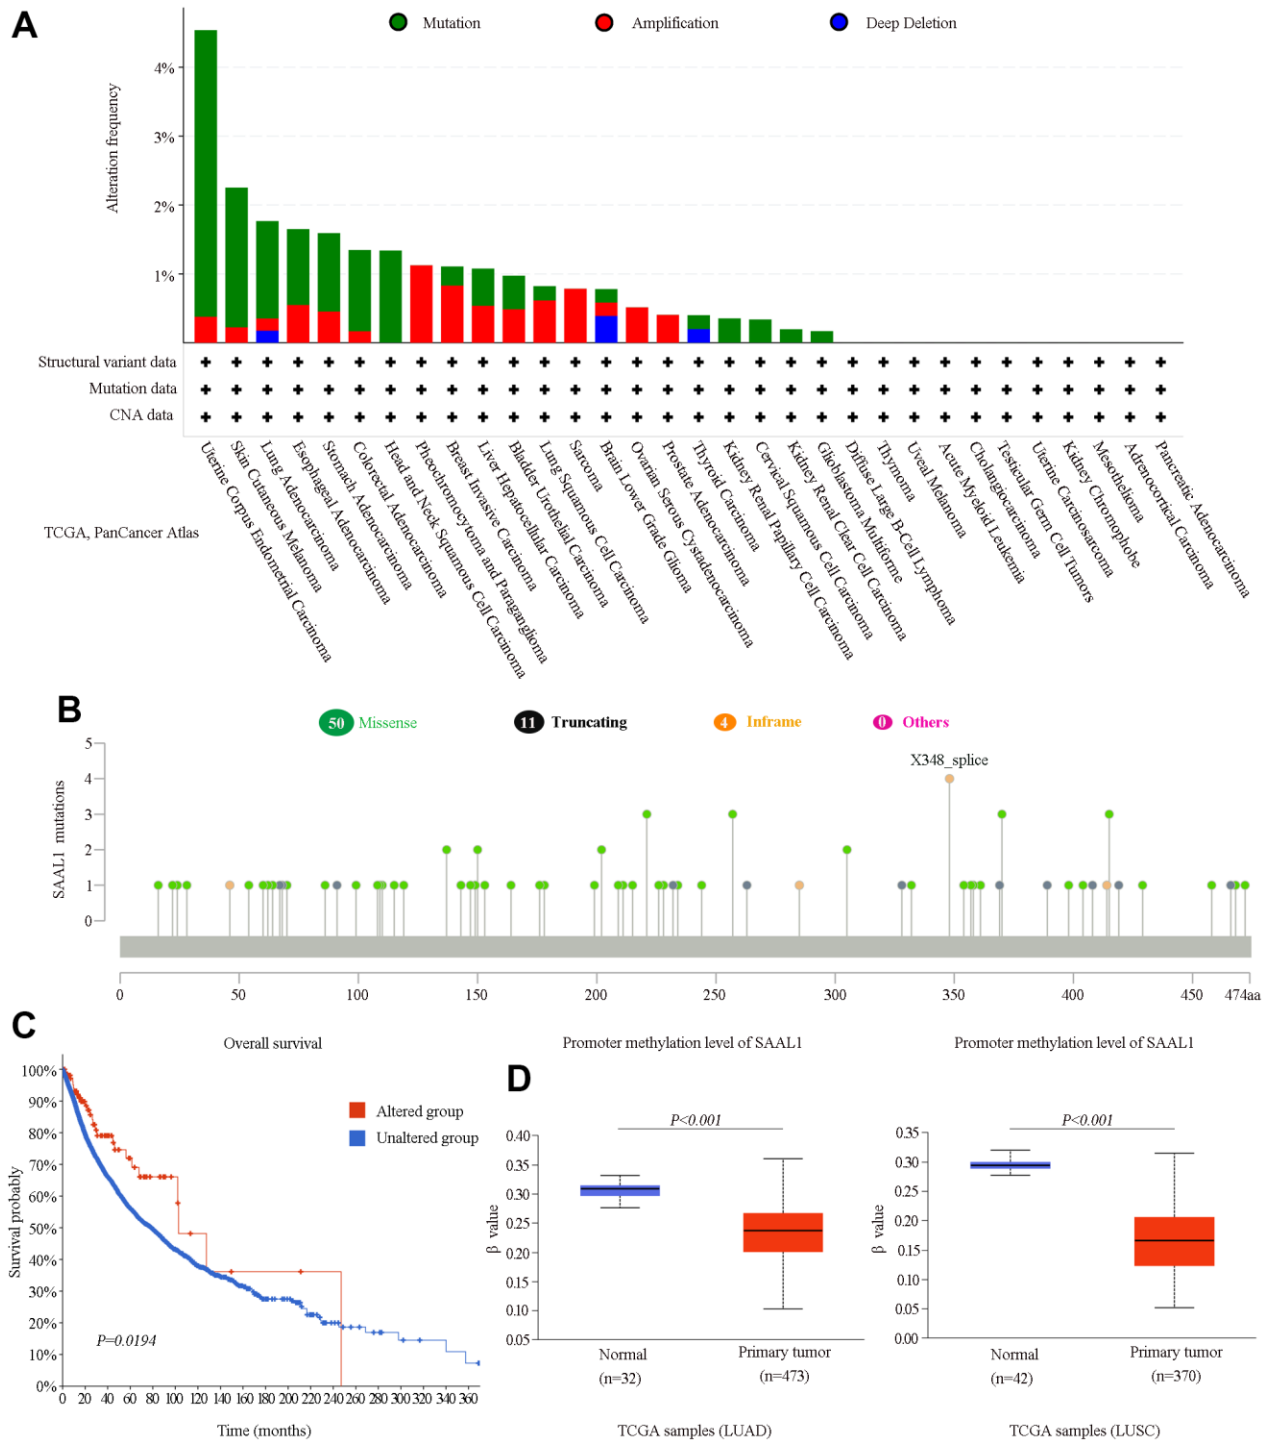 A
Mutation
Amplification
Deep Deletion
Alteration frequency
4%
3%
2%
1%
Structural variant data
Mutation data
CNA data
TCGA, PanCancer Atlas
Uterine Corpus Endometrial Carcinoma
Skin Cutaneous Melanoma
Lung Adenocarcinoma
Esophageal Adenocarcinoma
Stomach Adenocarcinoma
Colorectal Adenocarcinoma
Head and Neck Squamous Cell Carcinoma
Pheochromocytoma and Paraganglioma
Breast Invasive Carcinoma
Liver Hepatocellular Carcinoma
Bladder Urothelial Carcinoma
Lung Squamous Cell Carcinoma
Sarcoma
Brain Lower Grade Glioma
Ovarian Serous Cystadenocarcinoma
Prostate Adenocarcinoma
Thyroid Carcinoma
Kidney Renal Papillary Cell Carcinoma
Cervical Squamous Cell Carcinoma
Kidney Renal Clear Cell Carcinoma
Glioblastoma Multiforme
Diffuse Large B-Cell Lymphoma
Thymoma
Uveal Melanoma
Acute Myeloid Leukemia
Cholangiocarcinoma
Testicular Germ Cell Tumors
Uterine Carcinosarcoma
Kidney Chromophobe
Mesothelioma
Adrenocortical Carcinoma
Pancreatic Adenocarcinoma
B
50 Missense
11 Truncating
4 Inframe
0 Others
SAAL1 mutations
5
4
3
2
1
0
X348_splice
0 50 100 150 200 250 300 350 400 450 474aa
C
Overall survival
Survival probably
100%
90%
80%
70%
60%
50%
40%
30%
20%
10%
0%
Altered group
Unaltered group
P=0.0194
0 20 40 60 80 100 120 140 160 180 200 220 240 260 280 300 320 340 360
Time (months)
D
Promoter methylation level of SAAL1
P<0.001
β value
0.40
0.35
0.30
0.25
0.20
0.15
0.10
0.05
Normal
(n=32)
Primary tumor
(n=473)
TCGA samples (LUAD)
Promoter methylation level of SAAL1
P<0.001
β value
0.35
0.30
0.25
0.20
0.15
0.10
0.05
0.00
Normal
(n=42)
Primary tumor
(n=370)
TCGA samples (LUSC)